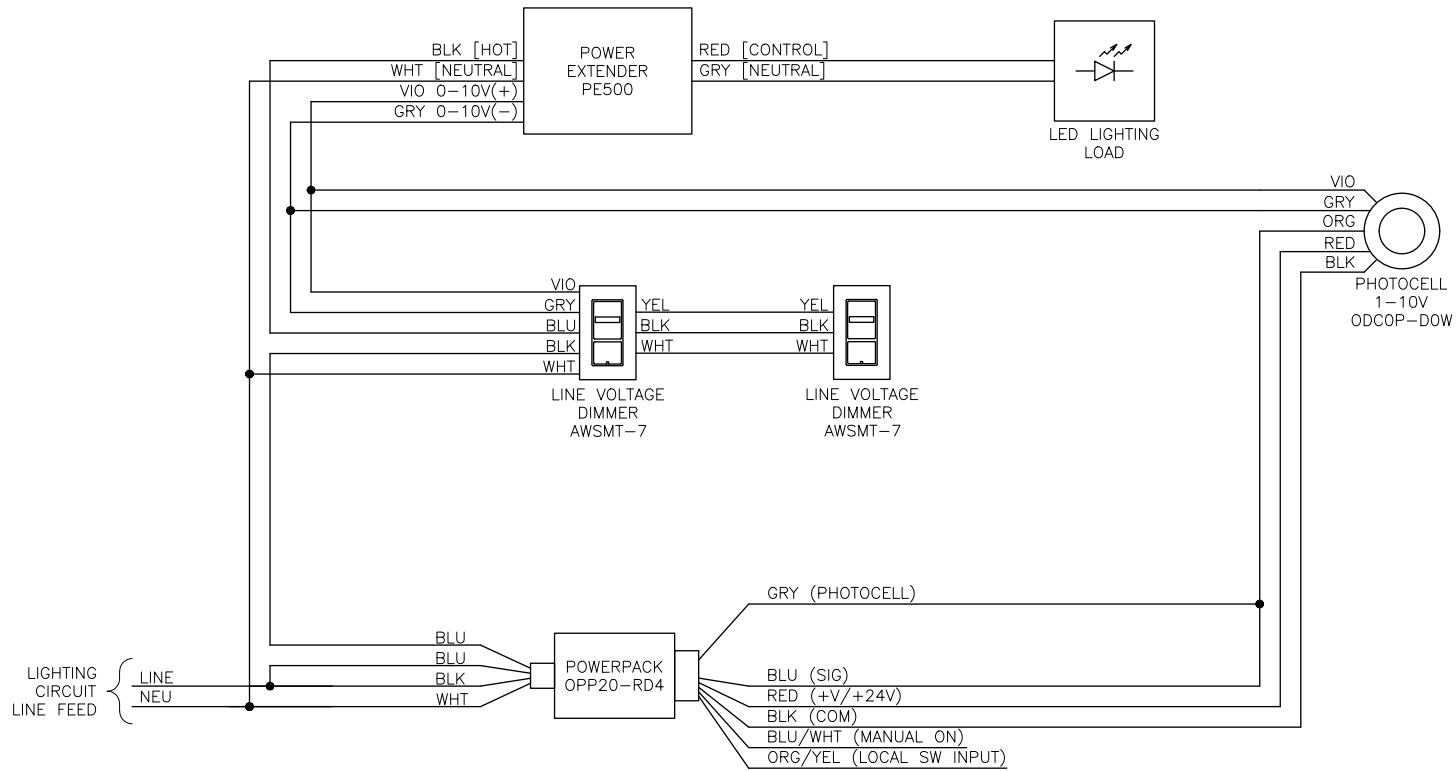 BLK [HOT]
WHT [NEUTRAL]
VIO 0-10V(+)
GRY 0-10V(-)
POWER
EXTENDER
PE500
RED [CONTROL]
GRY [NEUTRAL]
LED LIGHTING
LOAD
VIO
GRY
ORG
RED
BLK
PHOTOCELL
1-10V
ODC0P-D0W
VIO
GRY
BLU
BLK
WHT
YEL
BLK
WHT
YEL
BLK
WHT
LINE VOLTAGE
DIMMER
AWSMT-7
LINE VOLTAGE
DIMMER
AWSMT-7
LIGHTING
CIRCUIT
LINE FEED
LINE
NEU
BLU
BLU
BLK
WHT
POWERPACK
OPP20-RD4
GRY (PHOTOCELL)
BLU (SIG)
RED (+V/+24V)
BLK (COM)
BLU/WHT (MANUAL ON)
ORG/YEL (LOCAL SW INPUT)